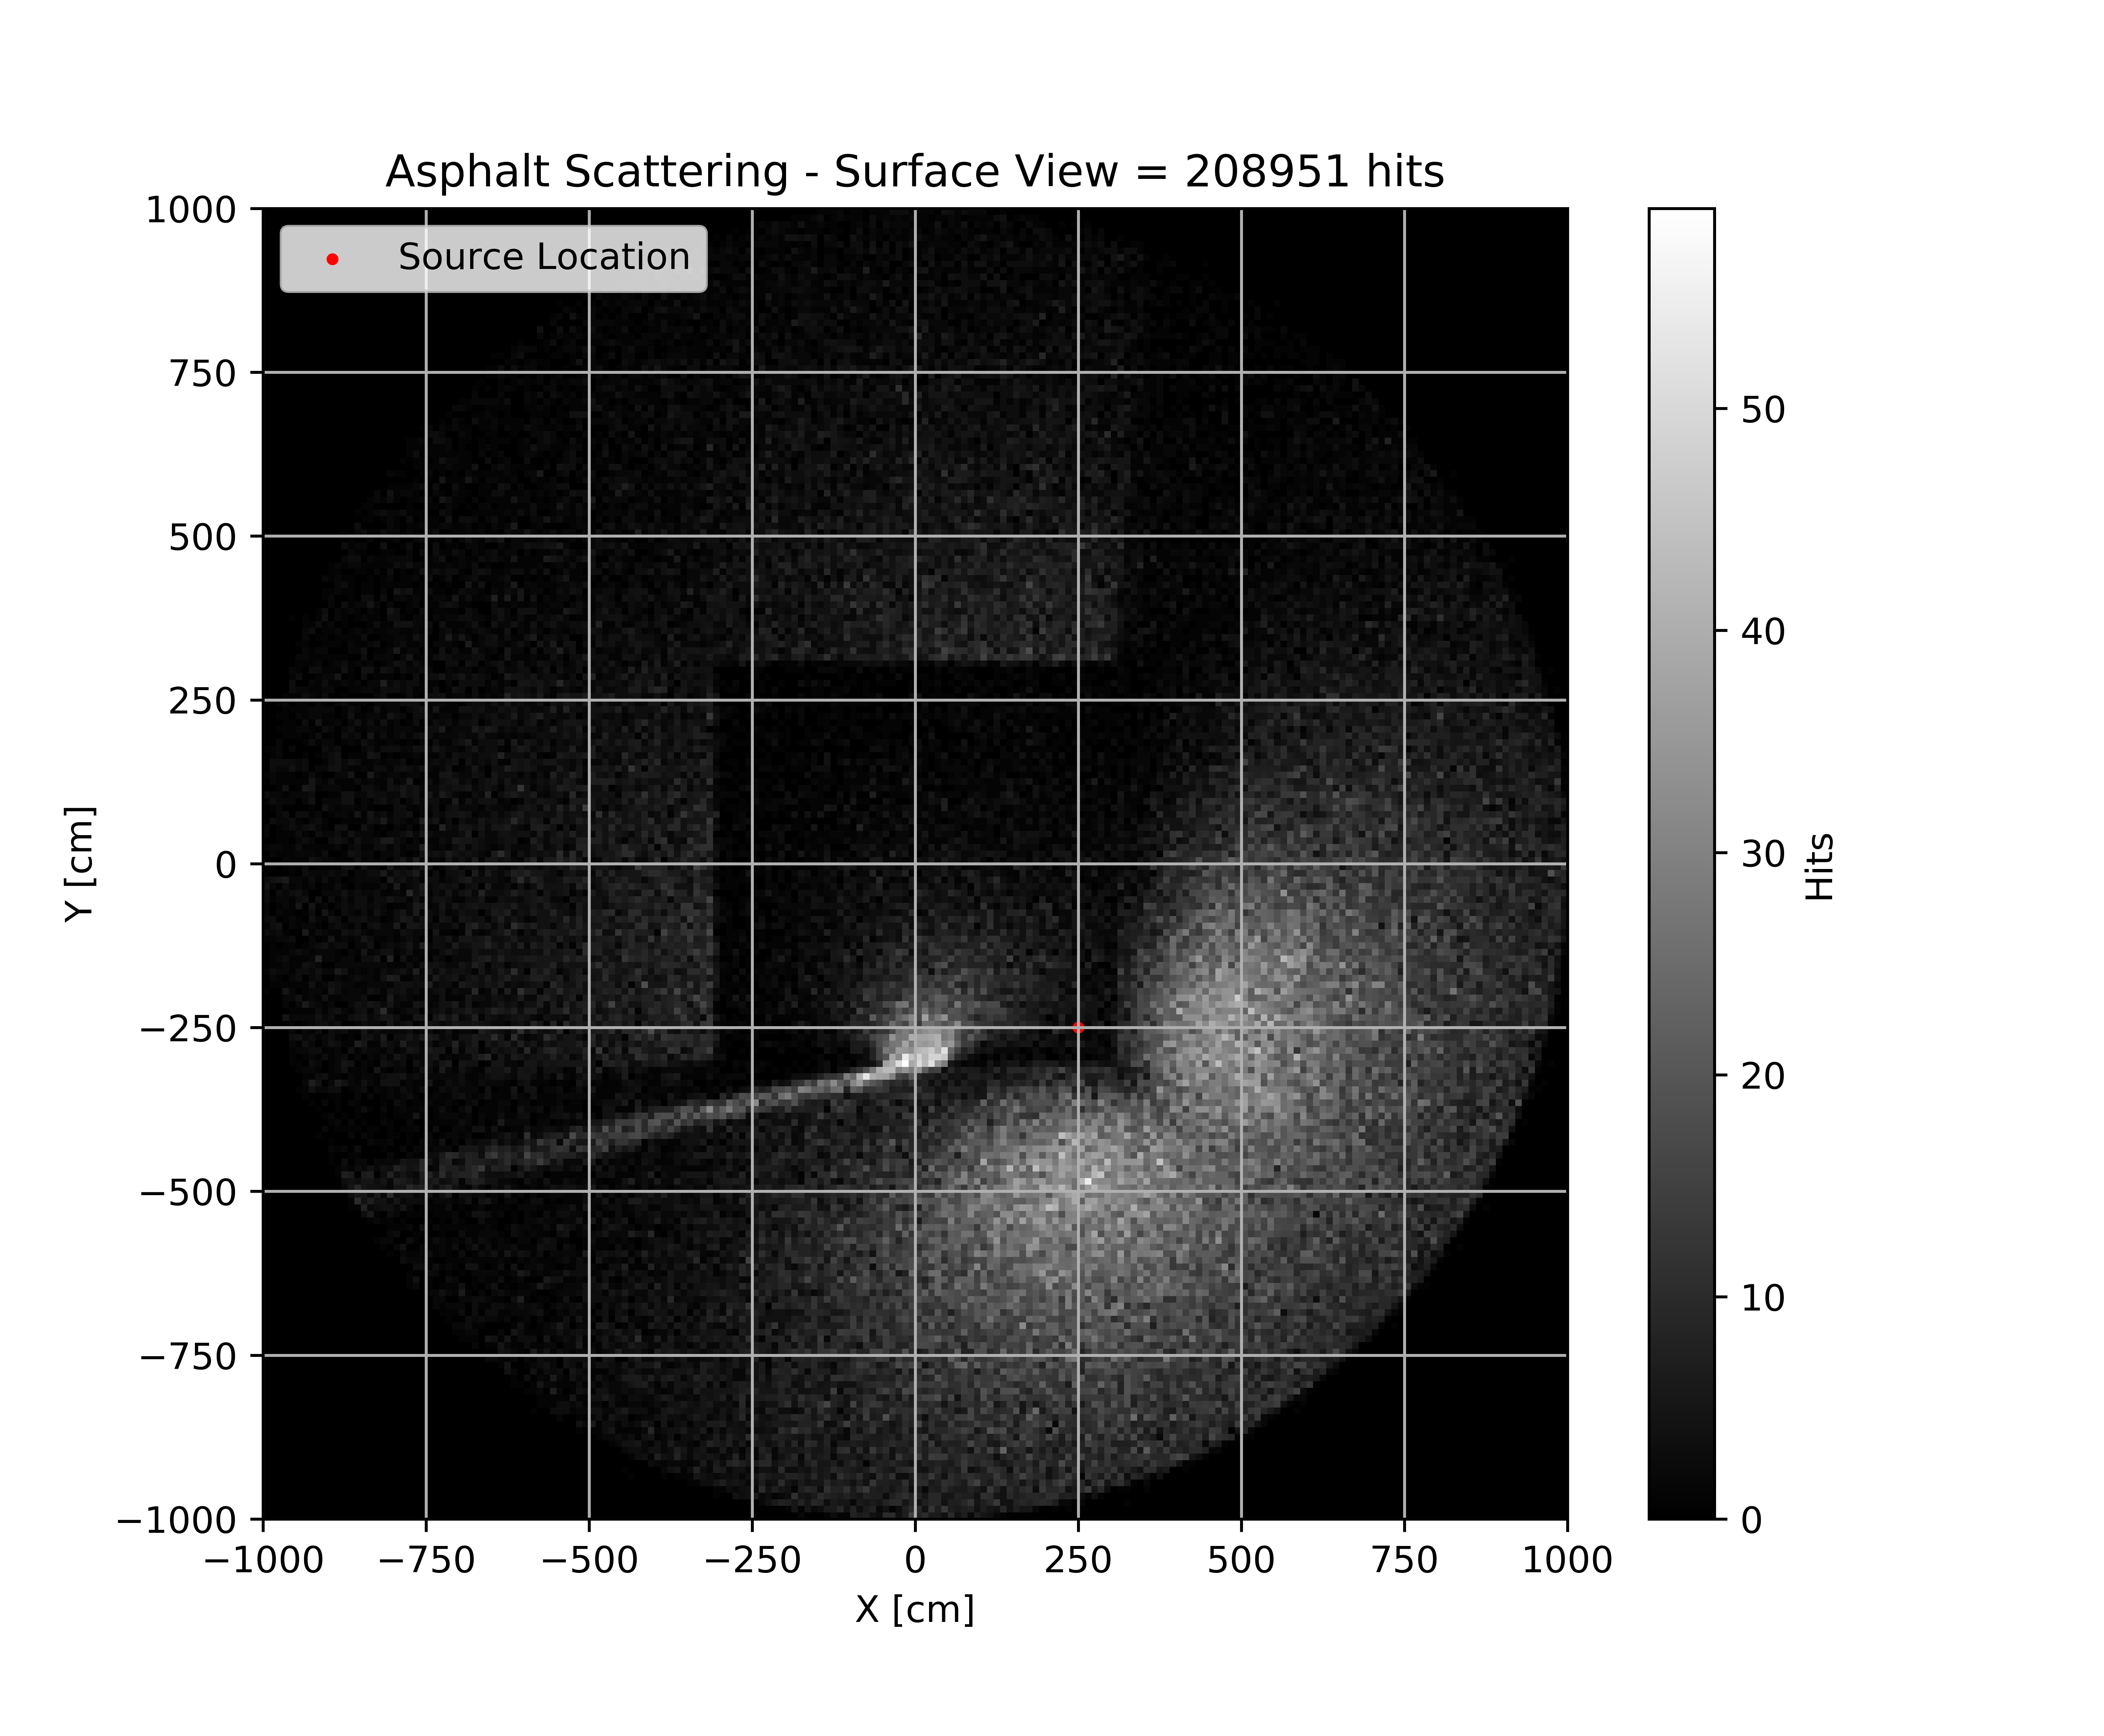 Asphalt Scattering - Surface View = 208951 hits
Source Location
1000
750
500
250
0
−250
−500
−750
−1000
Y [cm]
−1000 −750 −500 −250 0 250 500 750 1000
X [cm]
50
40
30
20
10
0
Hits